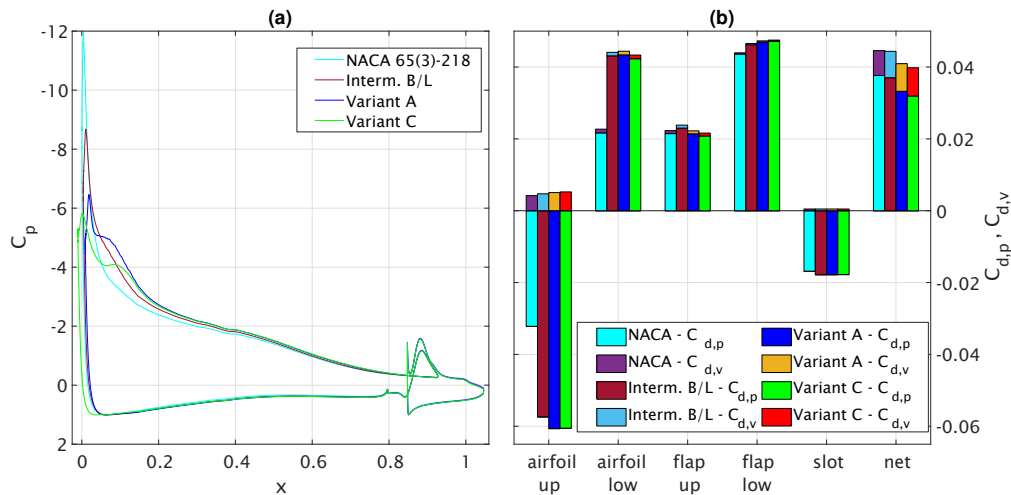 (a)
-12
-10
-8
-6
-4
-2
0
2
C_p
0
0.2
0.4
0.6
0.8
1
x
NACA 65(3)-218
Interm. B/L
Variant A
Variant C
(b)
0.04
0.02
0
-0.02
-0.04
-0.06
C_d,p , C_d,v
NACA - C_d,p
NACA - C_d,v
Interm. B/L - C_d,p
Interm. B/L - C_d,v
Variant A - C_d,p
Variant A - C_d,v
Variant C - C_d,p
Variant C - C_d,v
airfoil up
airfoil low
flap up
flap low
slot
net